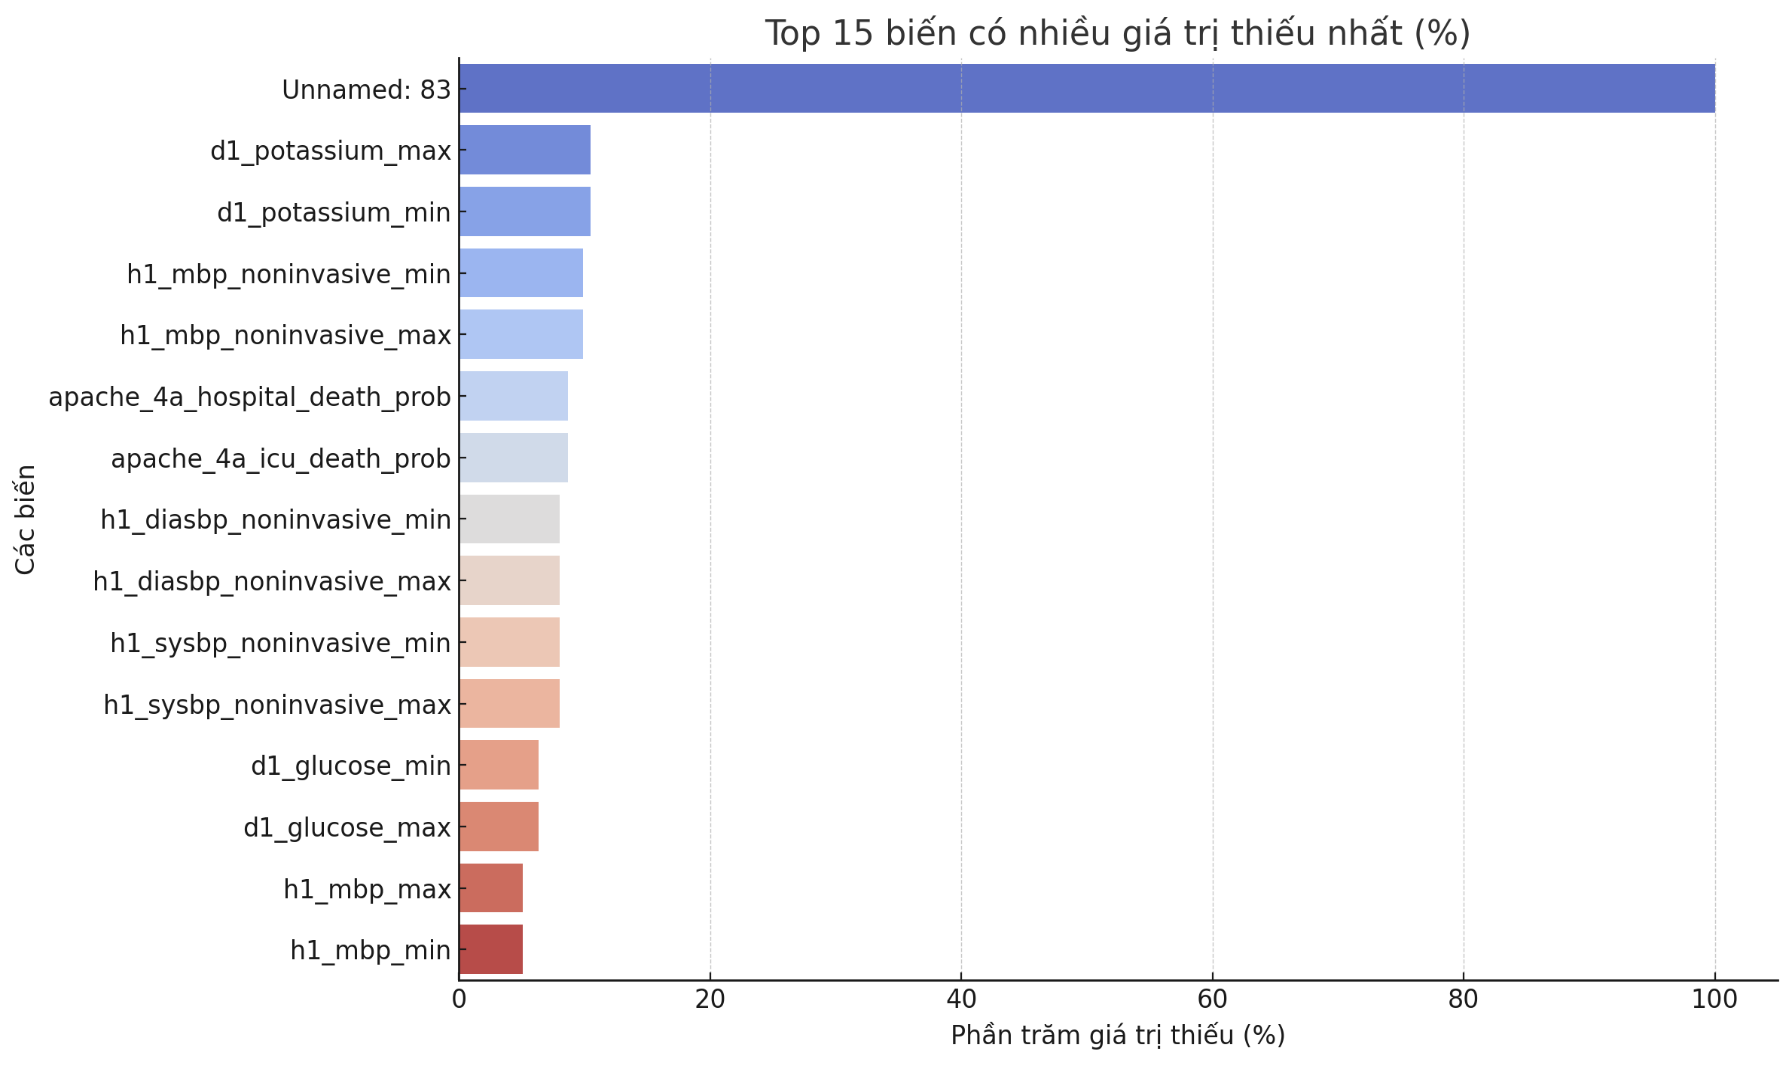 Top 15 biến có nhiều giá trị thiếu nhất (%)
Các biến
Unnamed: 83
d1_potassium_max
d1_potassium_min
h1_mbp_noninvasive_min
h1_mbp_noninvasive_max
apache_4a_hospital_death_prob
apache_4a_icu_death_prob
h1_diasbp_noninvasive_min
h1_diasbp_noninvasive_max
h1_sysbp_noninvasive_min
h1_sysbp_noninvasive_max
d1_glucose_min
d1_glucose_max
h1_mbp_max
h1_mbp_min
0 20 40 60 80 100
Phần trăm giá trị thiếu (%)